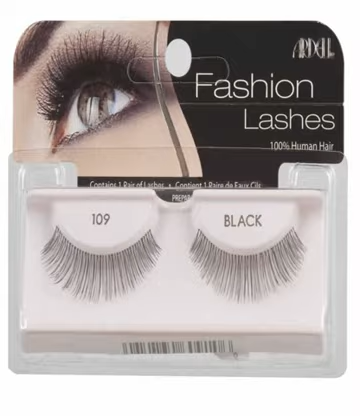 ARDELL
Fashion
Lashes
100% Human Hair
Contains 1 Pair of Lashes • Contient 1 Paire de Faux Cils
109
BLACK